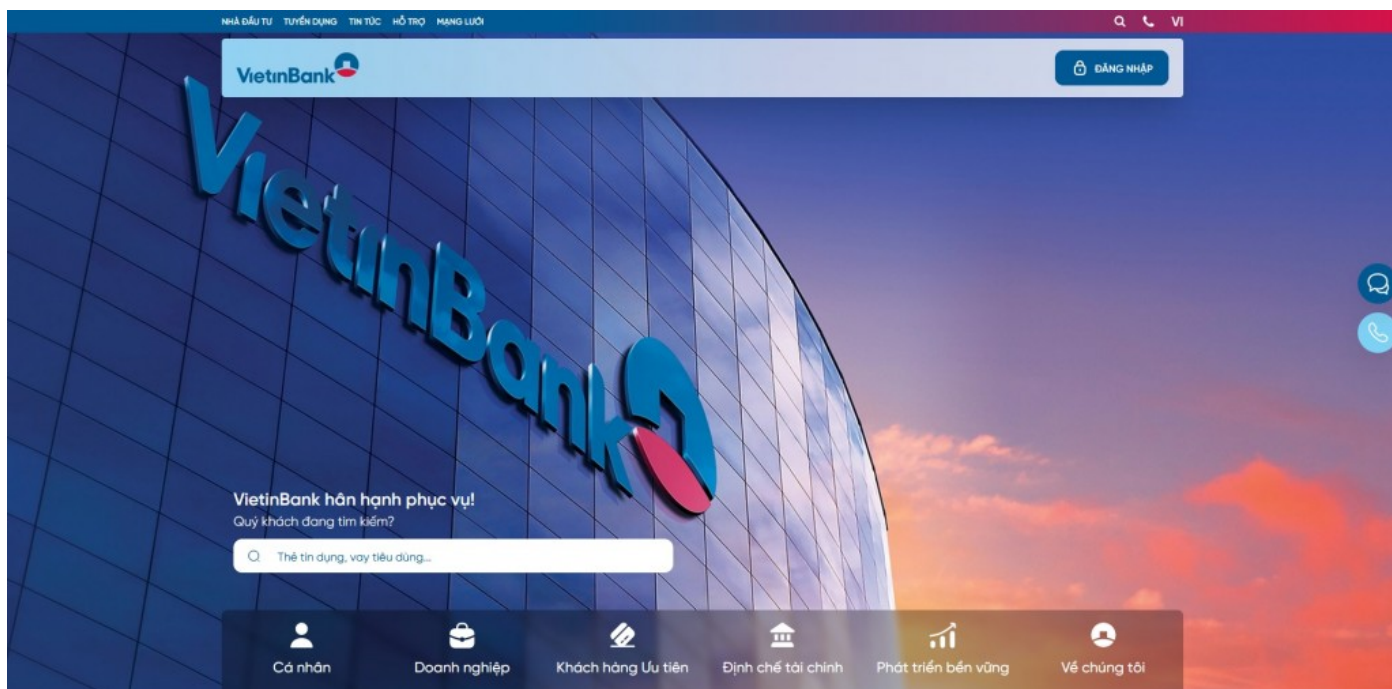 NHÀ ĐẦU TƯ TUYỂN DỤNG TIN TỨC HỖ TRỢ MẠNG LƯỚI VI
VietinBank ĐĂNG NHẬP
VietinBank
VietinBank hân hạnh phục vụ!
Quý khách đang tìm kiếm?
Thẻ tín dụng, vay tiêu dùng...
Cá nhân Doanh nghiệp Khách hàng Ưu tiên Định chế tài chính Phát triển bền vững Về chúng tôi